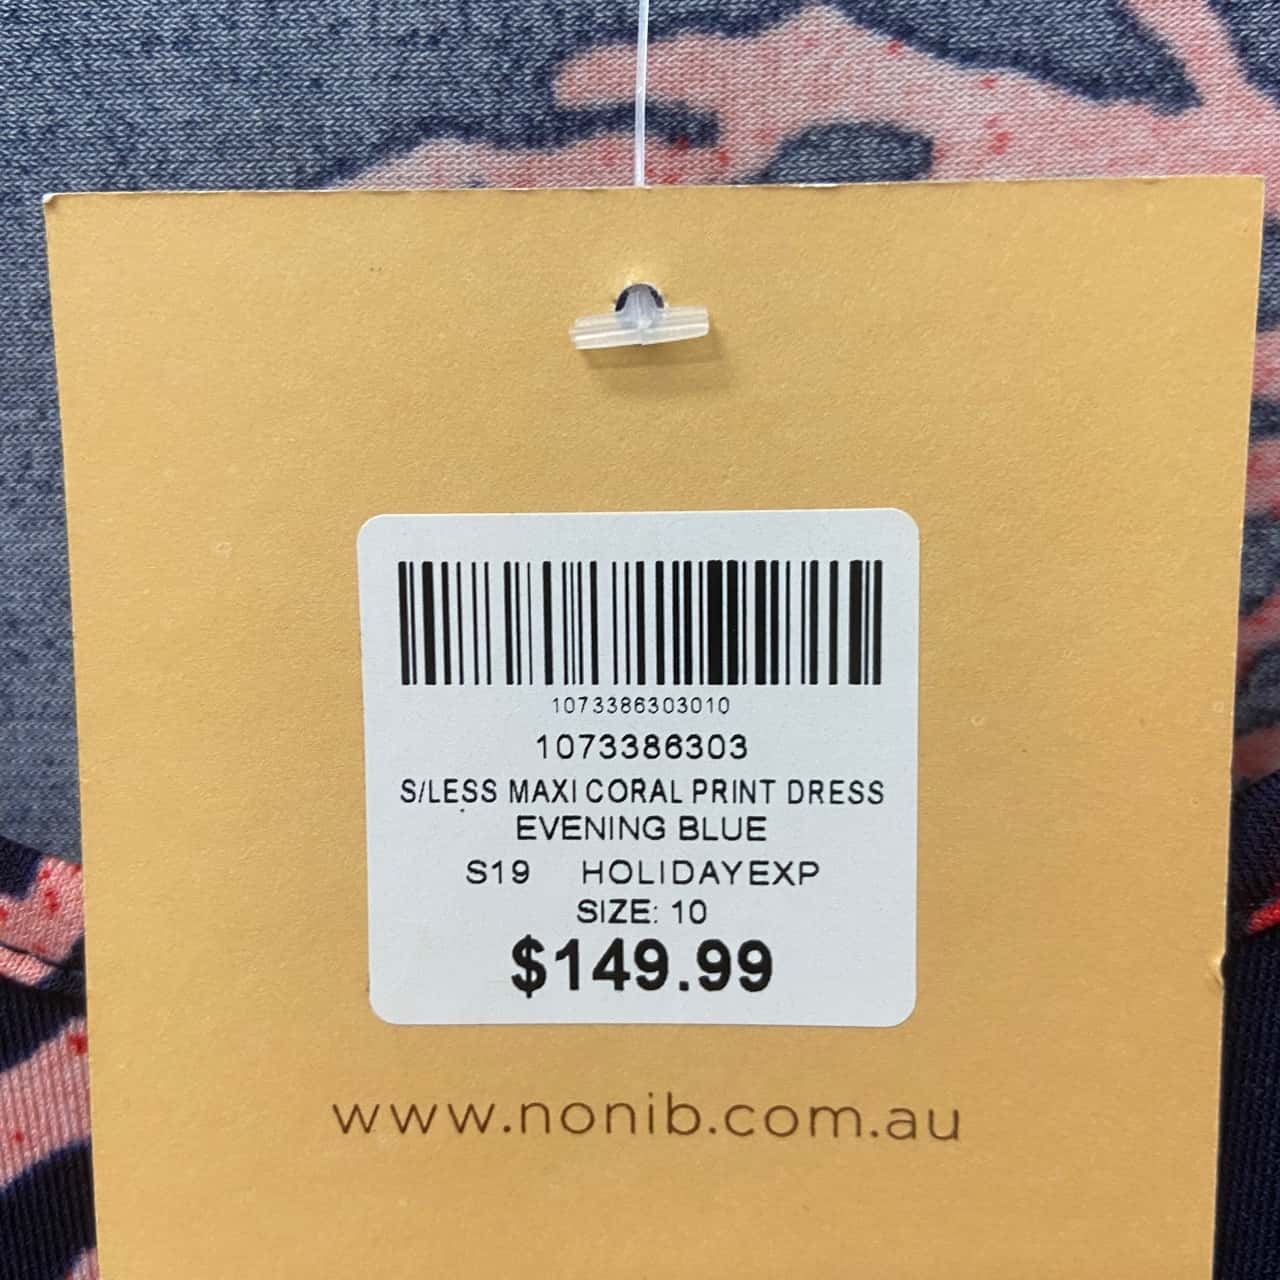 1073386303010
1073386303
S/LESS MAXI CORAL PRINT DRESS
EVENING BLUE
S19 HOLIDAYEXP
SIZE: 10
$149.99
www.nonib.com.au